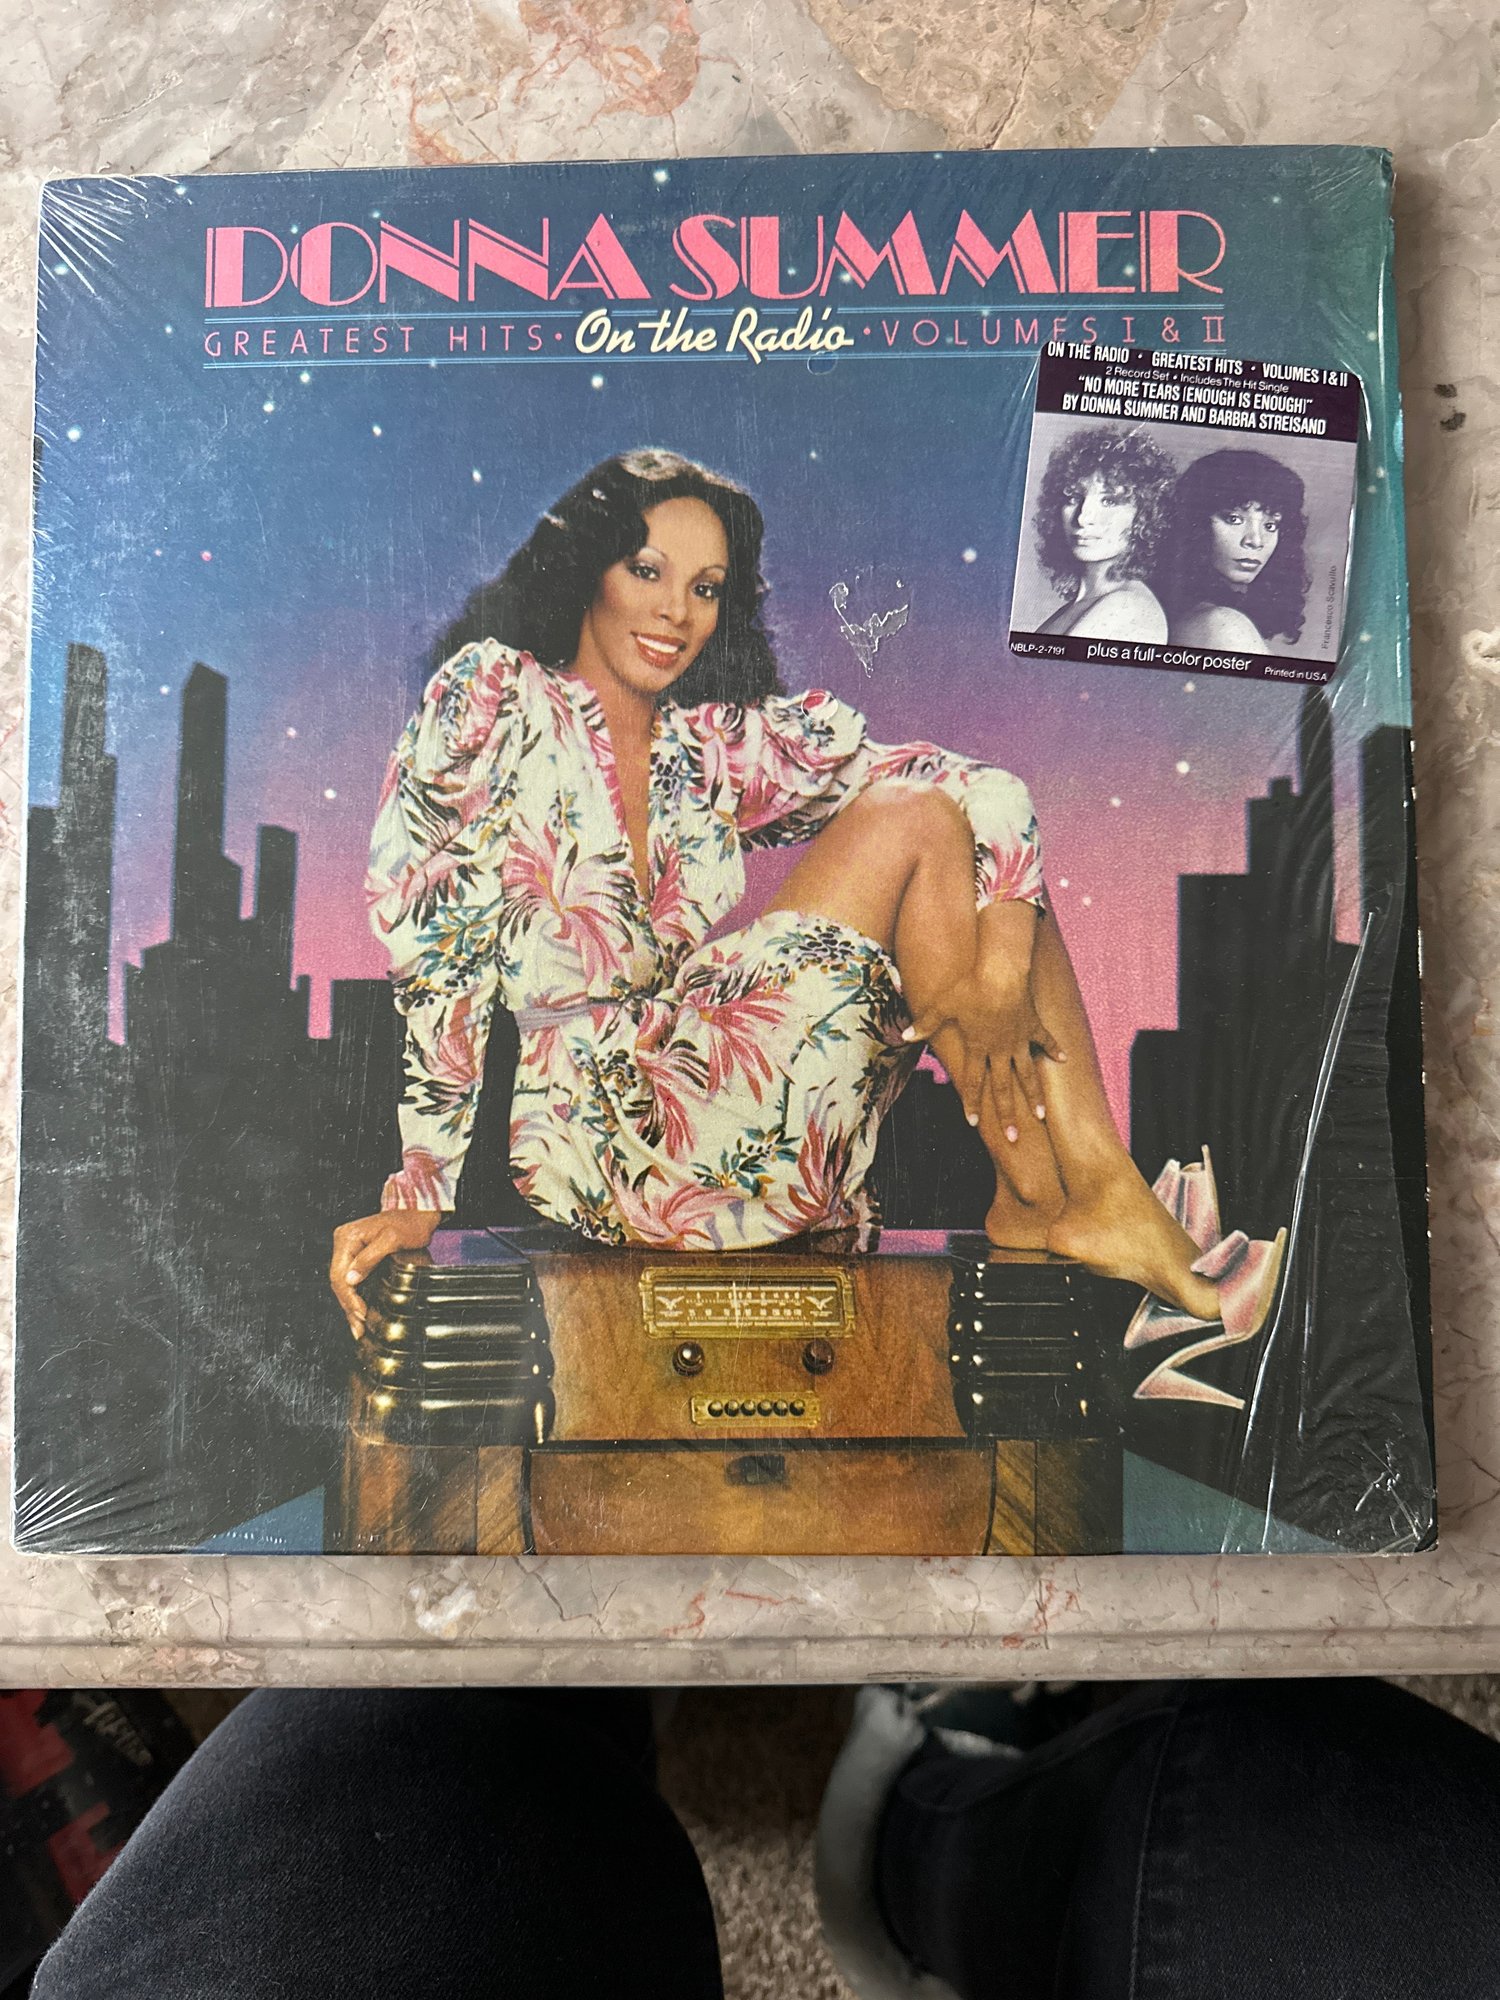 DONNA SUMMER
GREATEST HITS · On the Radio · VOLUMES I & II
ON THE RADIO · GREATEST HITS · VOLUMES I & II
2 Record Set · Includes The Hit Single
"NO MORE TEARS (ENOUGH IS ENOUGH)"
BY DONNA SUMMER AND BARBRA STREISAND
Francesco Scavullo
NBLP-2-7191 plus a full-color poster Printed in USA